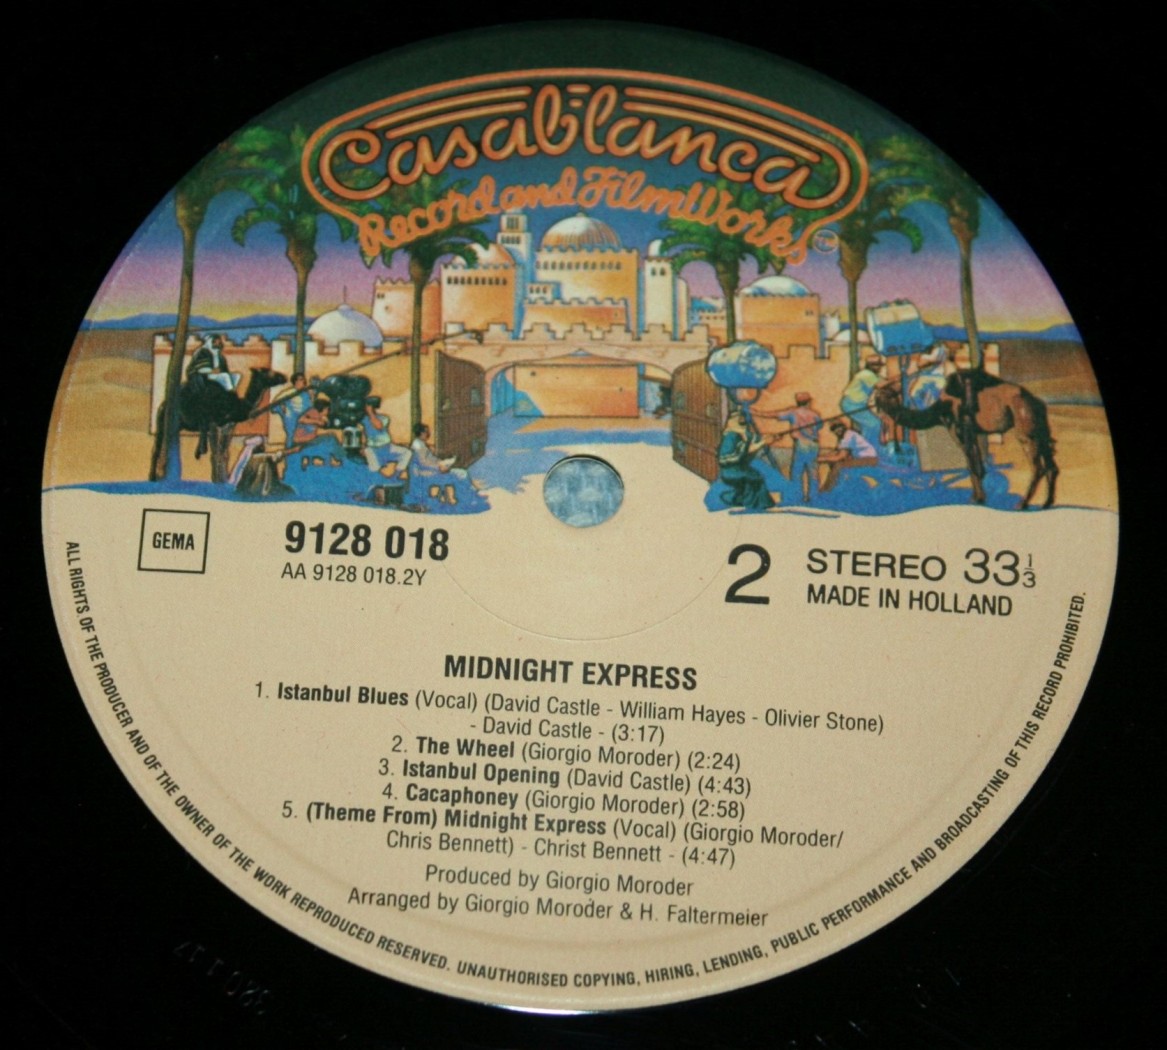 Casablanca
Record and FilmWorks ™
GEMA
9128 018
AA 9128 018.2Y
2
STEREO 33 1/3
MADE IN HOLLAND
MIDNIGHT EXPRESS
1. Istanbul Blues (Vocal) (David Castle - William Hayes - Olivier Stone)
- David Castle - (3:17)
2. The Wheel (Giorgio Moroder) (2:24)
3. Istanbul Opening (David Castle) (4:43)
4. Cacaphoney (Giorgio Moroder) (2:58)
5. (Theme From) Midnight Express (Vocal) (Giorgio Moroder/
Chris Bennett) - Christ Bennett - (4:47)
Produced by Giorgio Moroder
Arranged by Giorgio Moroder & H. Faltermeier
ALL RIGHTS OF THE PRODUCER AND OF THE OWNER OF THE WORK REPRODUCED RESERVED. UNAUTHORISED COPYING, HIRING, LENDING, PUBLIC PERFORMANCE AND BROADCASTING OF THIS RECORD PROHIBITED.